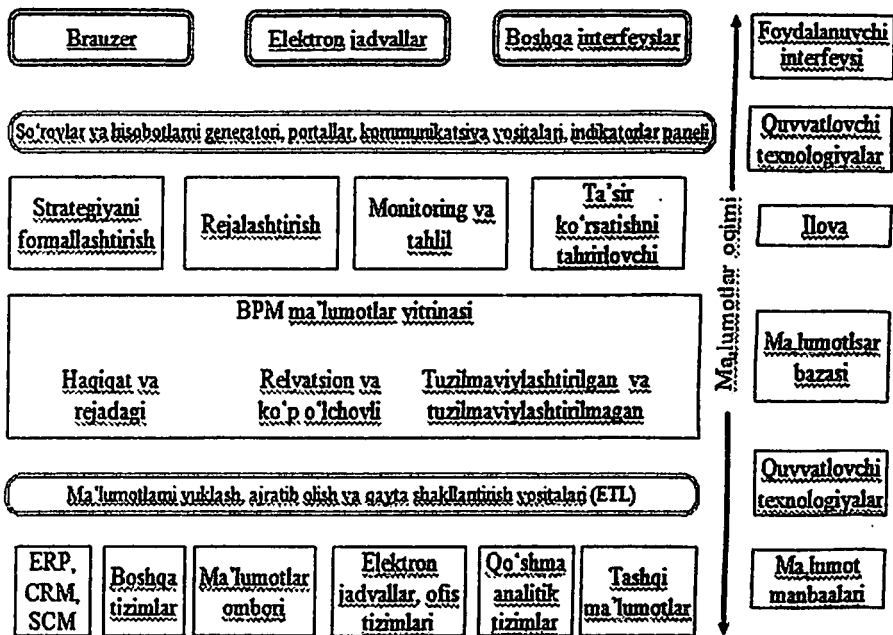 Brauzer
Elektron jadvallar
Boshqa interfeyslar
Foydalanuvchi
interfeysi
So‘rovlar va hisobotlarni generatori, portallar, kommunikatsiya vositalari, indikatorlar paneli
Quvvatlovchi
texnologiyalar
Strategiyani
formallashtirish
Rejalashtirish
Monitoring va
tahlil
Ta’sir
ko‘rsatishni
tahrirlovchi
Ilova
Ma,lumotlar oqimi
BPM ma’lumotlar vitrinasi
Haqiqat va
rejadagi
Relvatsion va
ko‘p o‘lchovli
Tuzilmaviylashtirilgan va
tuzilmaviylashtirilmagan
Ma,lumotlsar
bazasi
Ma’lumotlarni yuklash, ajratib olish va qayta shakllantirish vositalari (ETL)
Quvvatlovchi
texnologiyalar
ERP,
CRM,
SCM
Boshqa
tizimlar
Ma’lumotlar
ombori
Elektron
jadvallar, ofis
tizimlari
Qo‘shma
analitik
tizimlar
Tashqi
ma’lumotlar
Ma,lumot
manbaalari